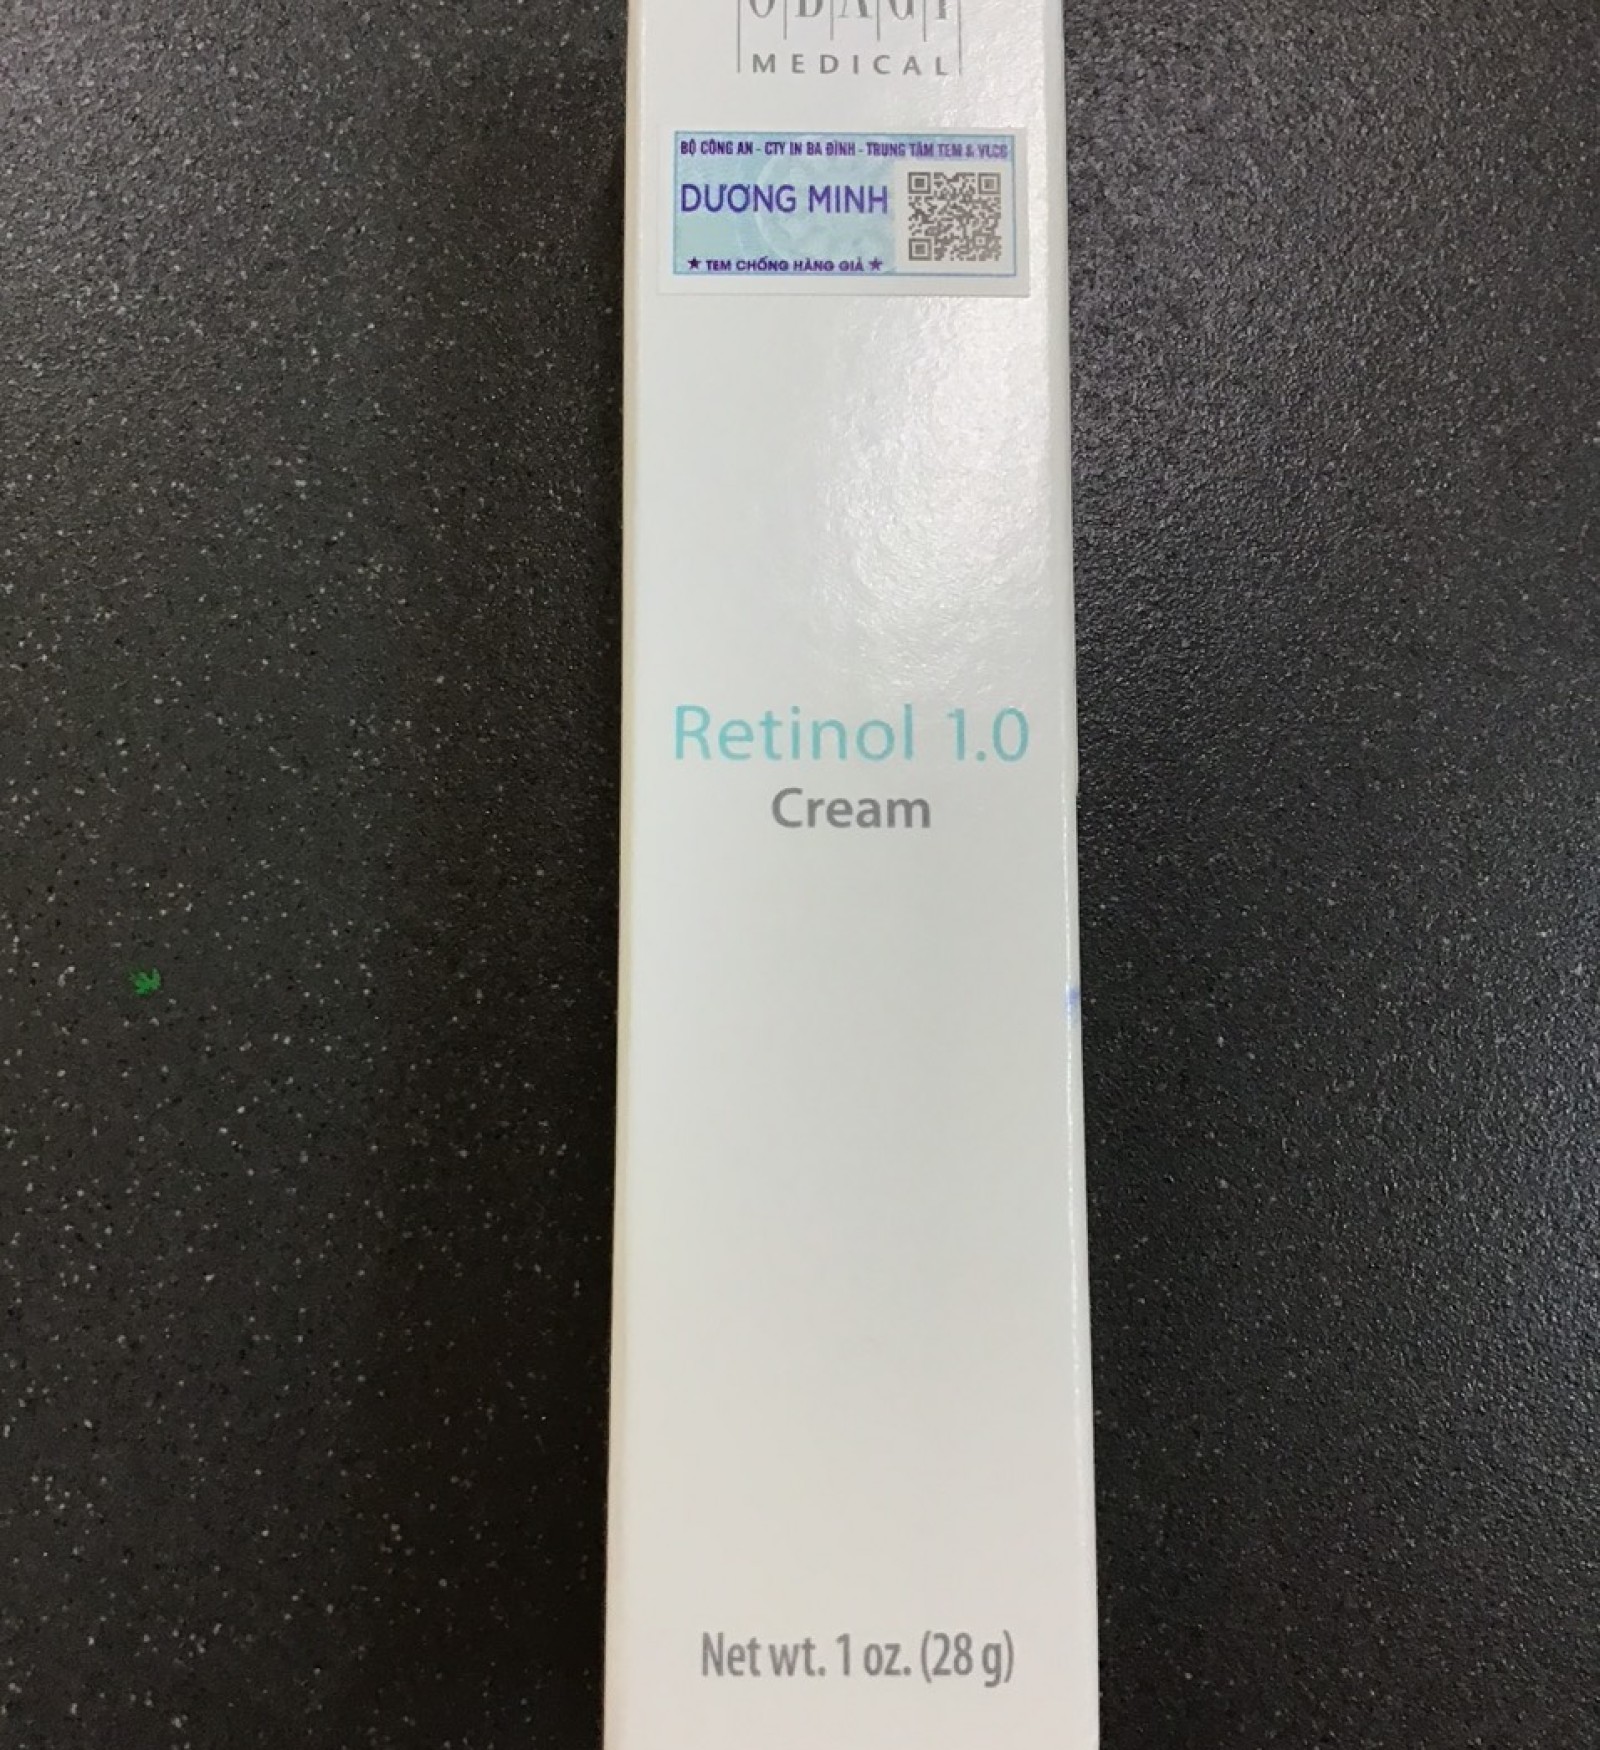 OBAGI
MEDICAL
BỘ CÔNG AN - CTY IN BA ĐÌNH - TRUNG TÂM TEM & VLCG
DƯƠNG MINH
★ TEM CHỐNG HÀNG GIẢ ★
Retinol 1.0
Cream
Net wt. 1 oz. (28 g)